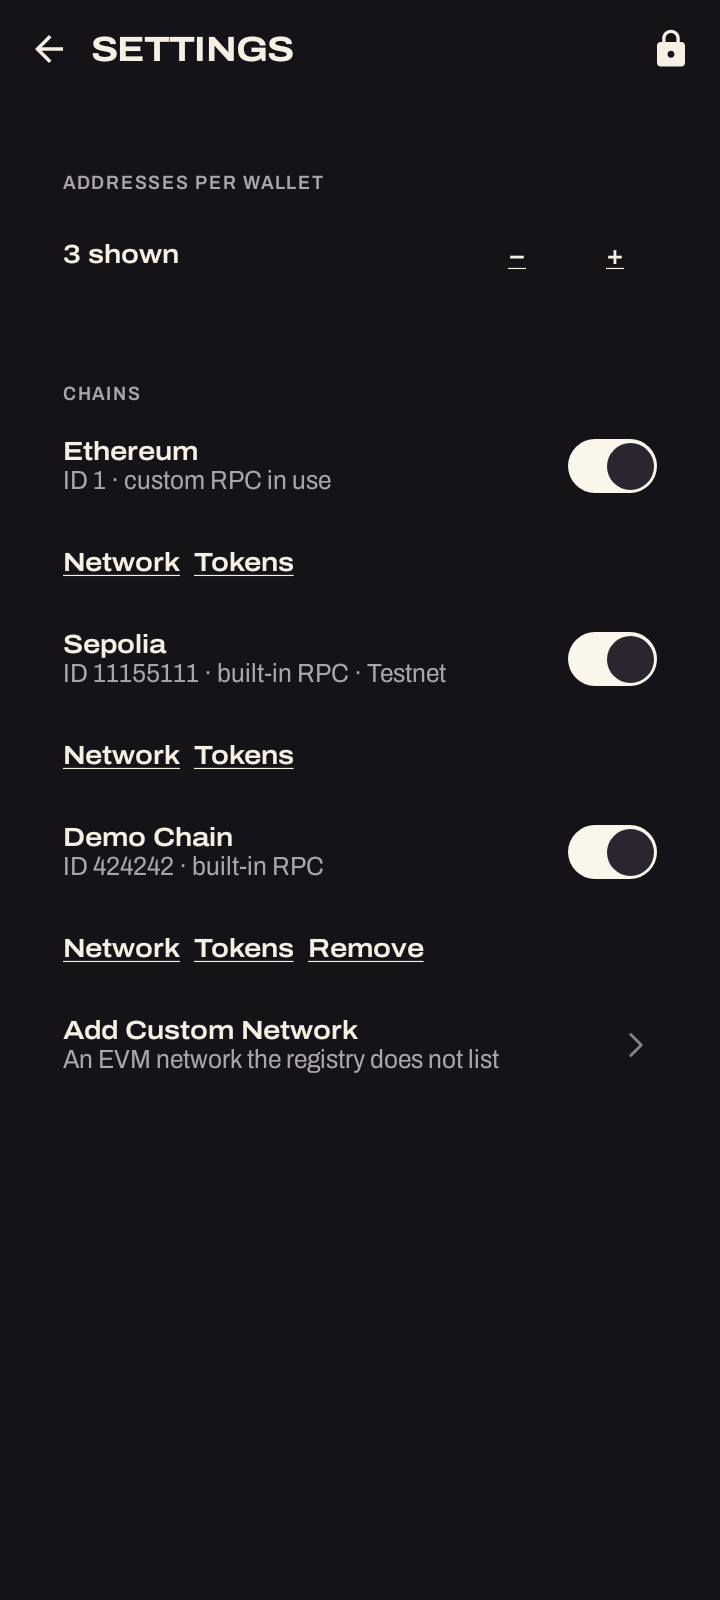 SETTINGS
ADDRESSES PER WALLET
3 shown
– +
CHAINS
Ethereum
ID 1 · custom RPC in use
Network Tokens
Sepolia
ID 11155111 · built-in RPC · Testnet
Network Tokens
Demo Chain
ID 424242 · built-in RPC
Network Tokens Remove
Add Custom Network
An EVM network the registry does not list